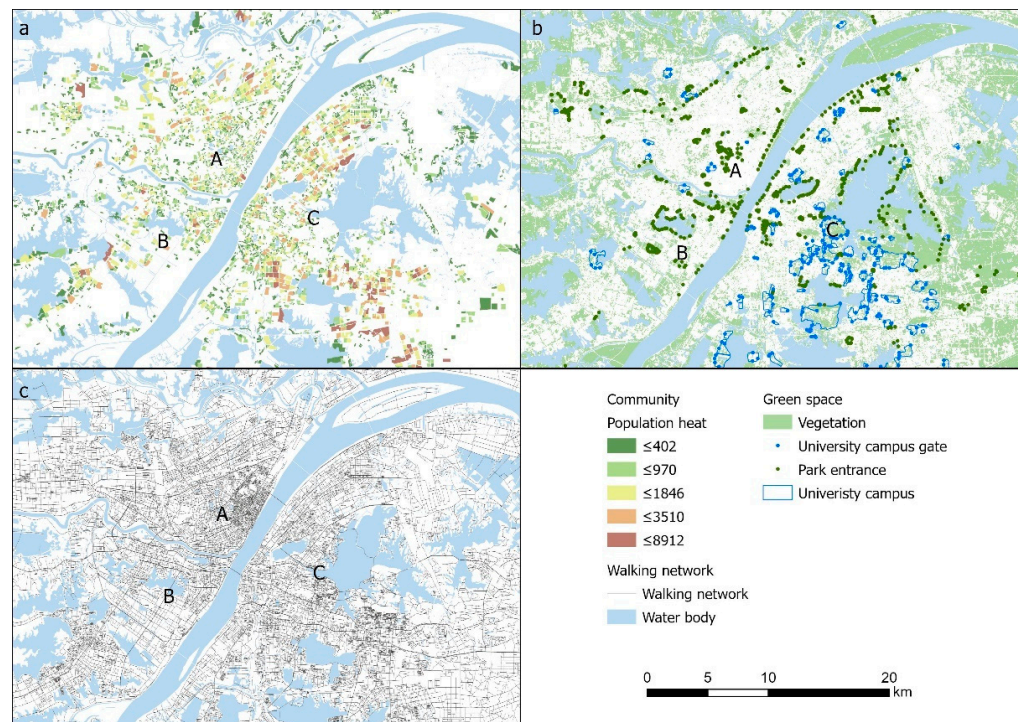 a
A
B
C
b
A
B
C
c
A
B
C
Community
Population heat
≤402
≤970
≤1846
≤3510
≤8912
Walking network
Walking network
Water body
Green space
Vegetation
University campus gate
Park entrance
Univeristy campus
0 5 10 20
km